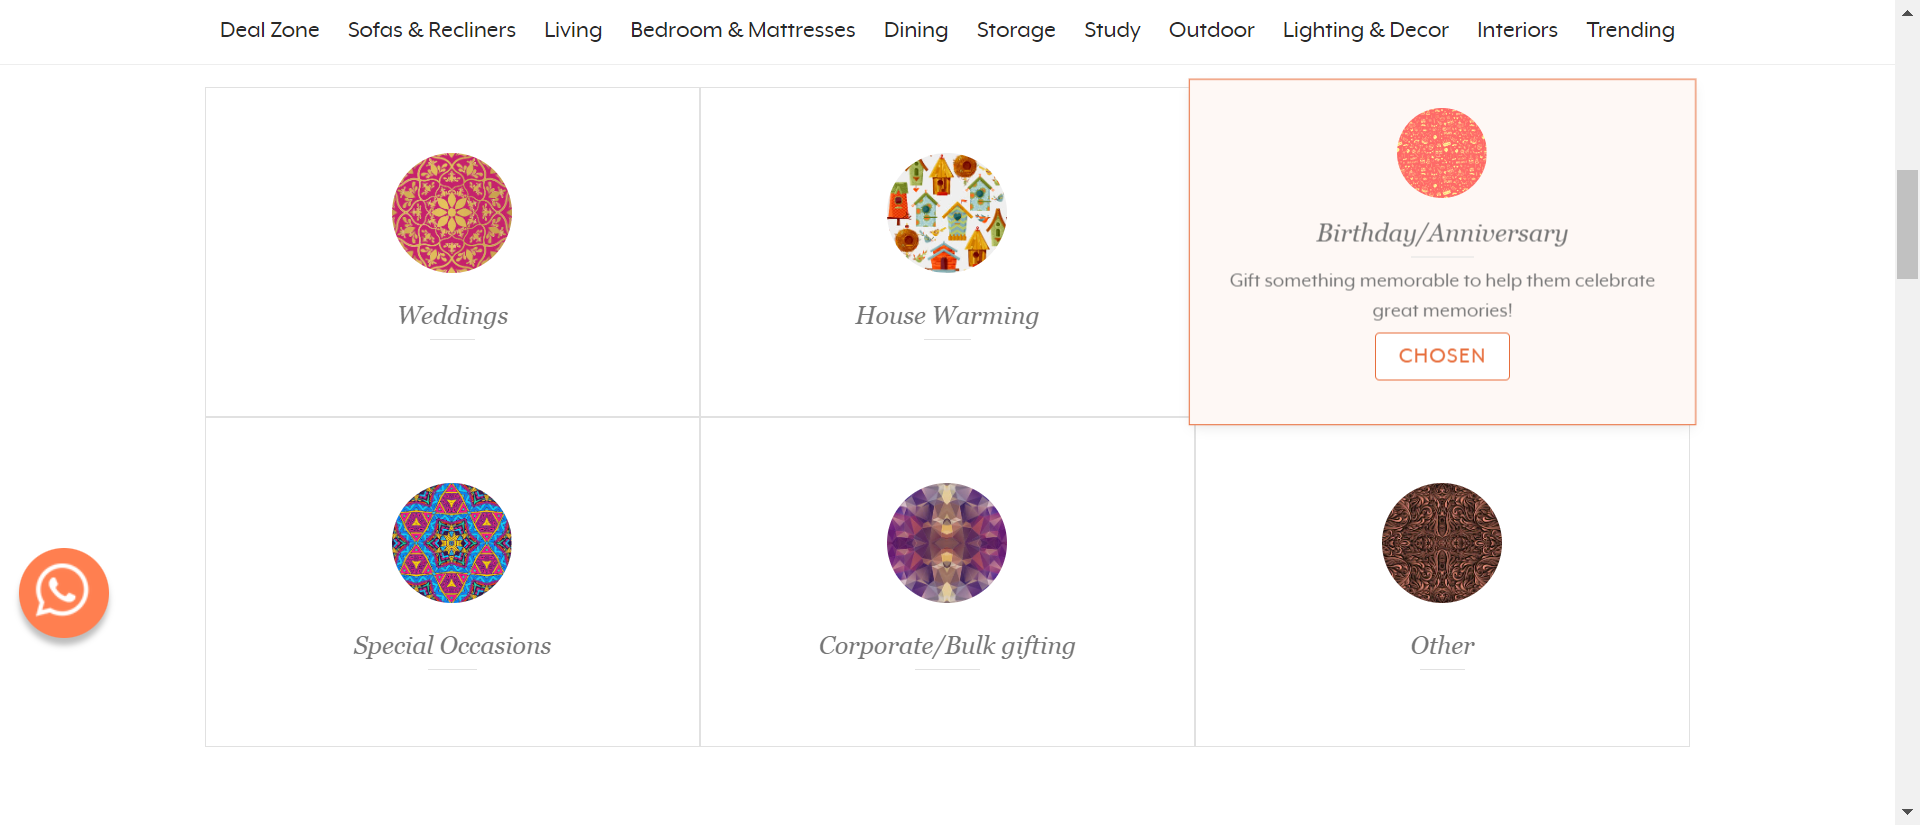 Deal Zone Sofas & Recliners Living Bedroom & Mattresses Dining Storage Study Outdoor Lighting & Decor Interiors Trending
Weddings
House Warming
Birthday/Anniversary
Gift something memorable to help them celebrate
great memories!
CHOSEN
Special Occasions
Corporate/Bulk gifting
Other